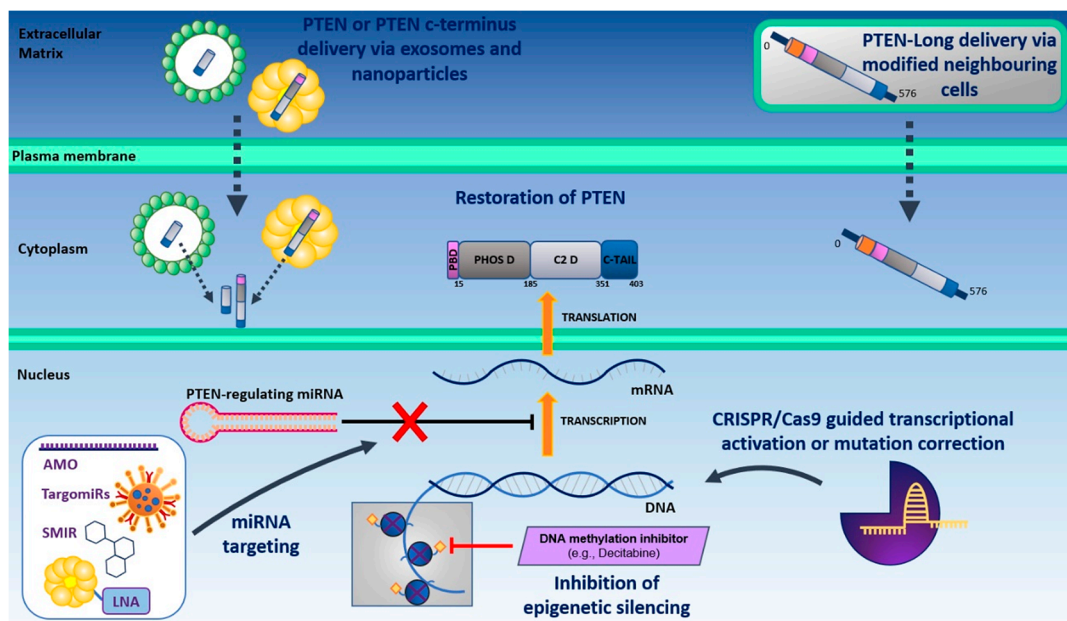 Extracellular
Matrix
PTEN or PTEN c-terminus
delivery via exosomes and
nanoparticles
0
PTEN-Long delivery via
modified neighbouring
cells
576
Plasma membrane
Cytoplasm
Restoration of PTEN
PBD
PHOS D
C2 D
C-TAIL
15
185
351
403
0
576
TRANSLATION
Nucleus
mRNA
PTEN-regulating miRNA
TRANSCRIPTION
CRISPR/Cas9 guided transcriptional
activation or mutation correction
AMO
TargomiRs
SMIR
LNA
miRNA
targeting
DNA
DNA methylation inhibitor
(e.g., Decitabine)
Inhibition of
epigenetic silencing